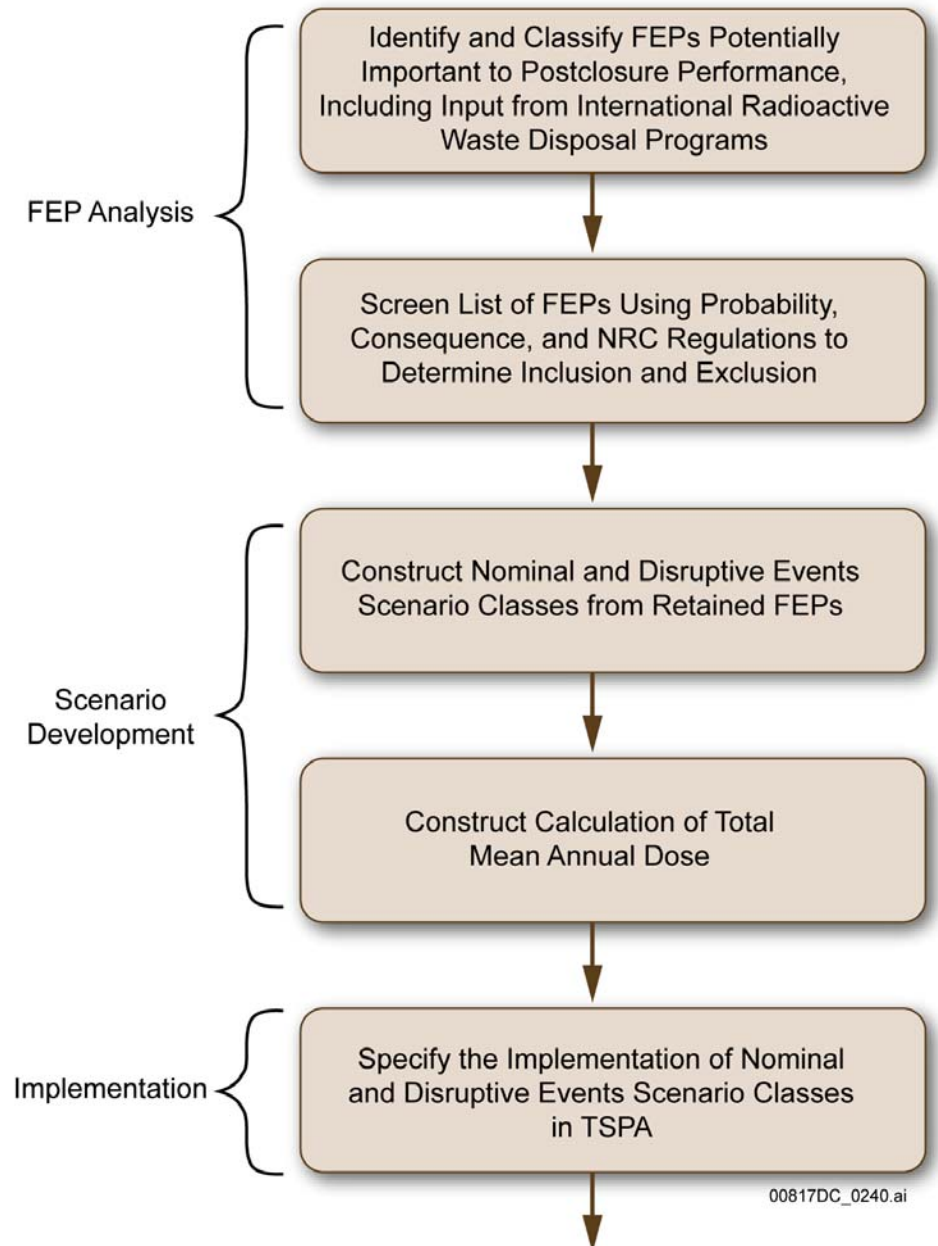 FEP Analysis
Identify and Classify FEPs Potentially
Important to Postclosure Performance,
Including Input from International Radioactive
Waste Disposal Programs
Screen List of FEPs Using Probability,
Consequence, and NRC Regulations to
Determine Inclusion and Exclusion
Scenario
Development
Construct Nominal and Disruptive Events
Scenario Classes from Retained FEPs
Construct Calculation of Total
Mean Annual Dose
Implementation
Specify the Implementation of Nominal
and Disruptive Events Scenario Classes
in TSPA
00817DC_0240.ai